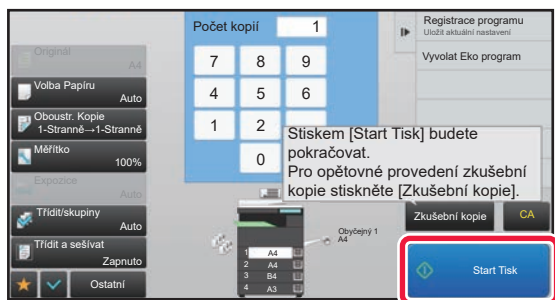 Počet kopií 1
Originál
A4
Volba Papíru
Auto
Oboustr. Kopie
1-Stranně→1-Stranně
Měřítko
100%
Expozice
Auto
Třídit/skupiny
Auto
Třídit a sešívat
Zapnuto
Ostatní
7 8 9
4 5 6
1 2
0
Stiskem [Start Tisk] budete
pokračovat.
Pro opětovné provedení zkušební
kopie stiskněte [Zkušební kopie].
1 A4
2 A4
3 B4
4 A3
Obyčejný 1
A4
Registrace programu
Uložit aktuální nastavení
Vyvolat Eko program
Zkušební kopie
CA
Start Tisk